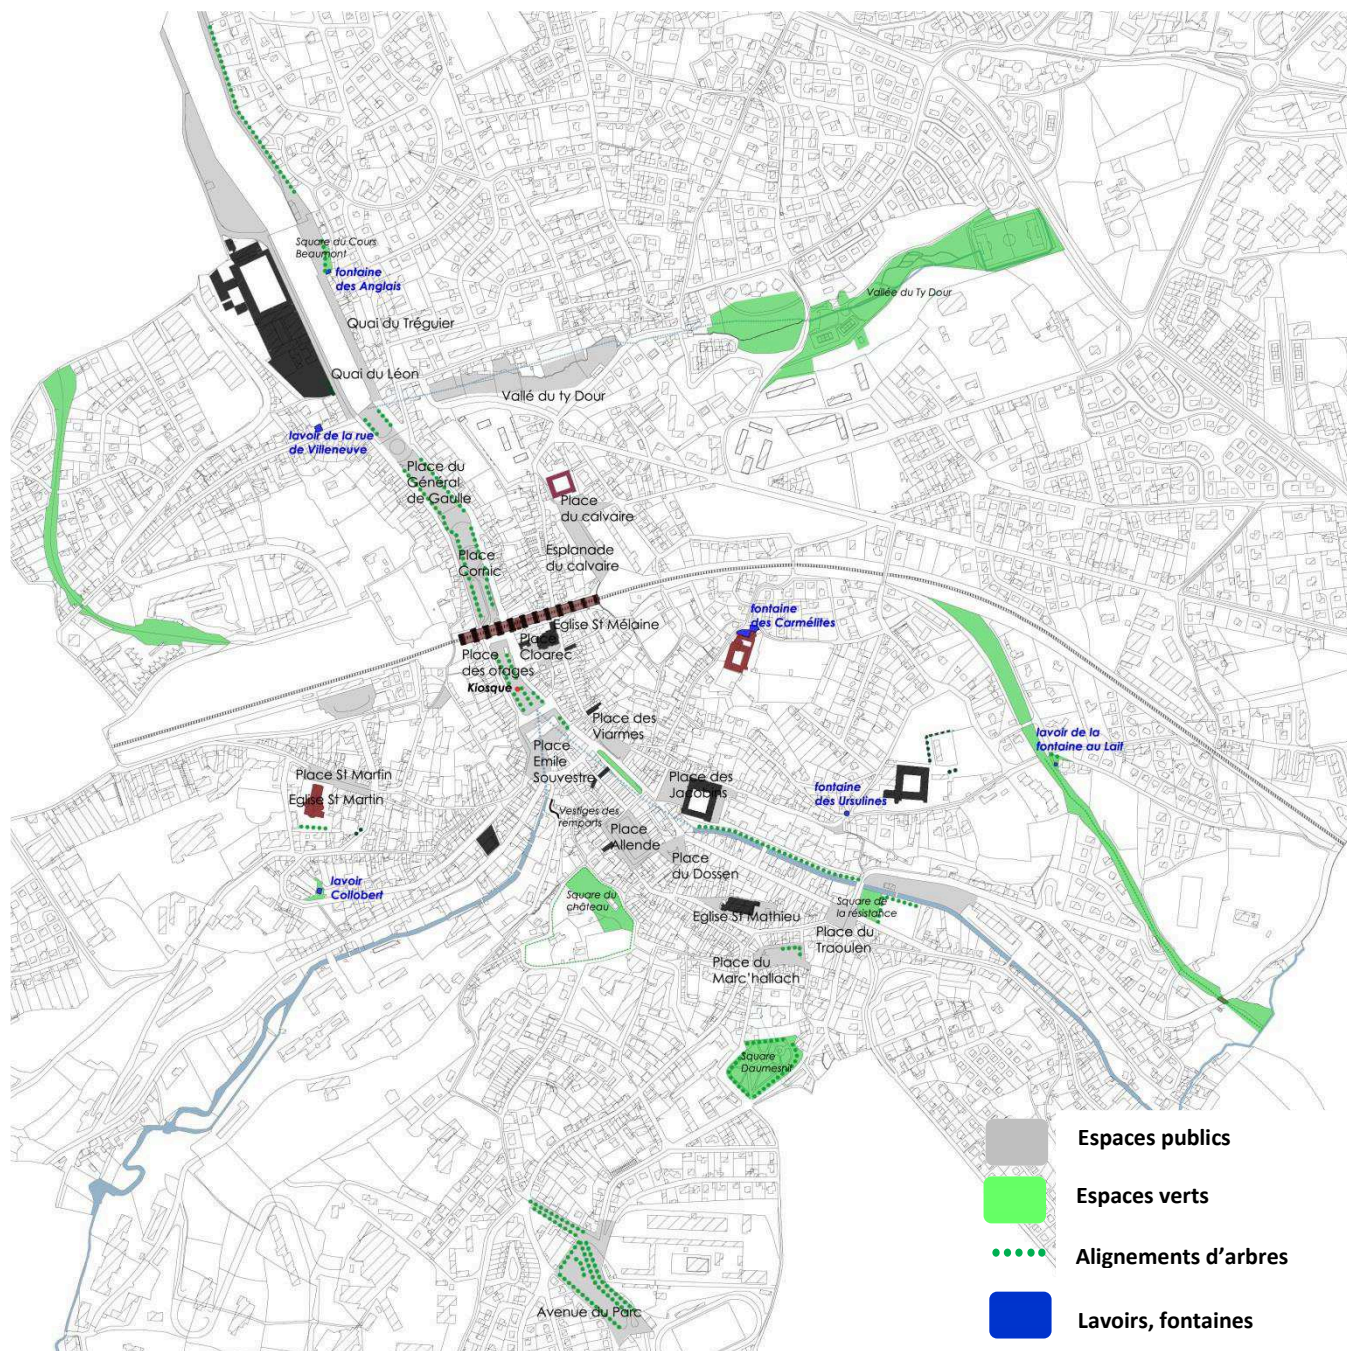 Square du Cours
Beaumont
fontaine
des Anglais
Quai du Tréguier
Vallée du Ty Dour
Quai du Léon
Vallé du ty Dour
lavoir de la rue
de Villeneuve
Place du
Général
de Gaulle
Place
du calvaire
Place
Cornic
Esplanade
du calvaire
fontaine
des Carmélites
Eglise St Mélaine
Place
Cloarec
Place
des otages
Kiosque
Place des
Viarmes
lavoir de la
fontaine au Lait
Place
Emile
Souvestre
Place St Martin
Eglise St Martin
Place des
Jacobins
fontaine
des Ursulines
Vestiges des
remparts
Place
Allende
Place
du Dossen
lavoir
Collobert
Square du
château
Eglise St Mathieu
Square de
la résistance
Place du
Traoulen
Place du
Marc'hallach
Square
Daumesnil
Avenue du Parc
Espaces publics
Espaces verts
Alignements d’arbres
Lavoirs, fontaines